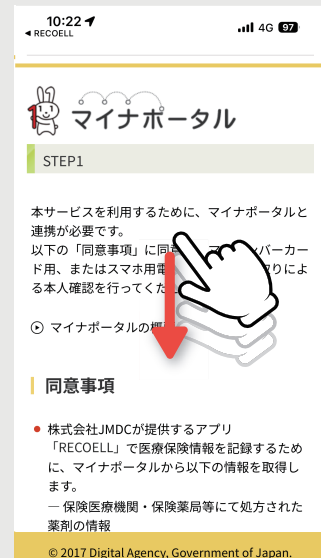 10:22
◀ RECOELL
4G 97
マイナポータル
STEP1
本サービスを利用するために、マイナポータルと
連携が必要です。
以下の「同意事項」に同
バーカー
ド用、またはスマホ用電
りによ
る本人確認を行ってくだ
マイナポータルの概
同意事項
株式会社JMDCが提供するアプリ
「RECOELL」で医療保険情報を記録するため
に、マイナポータルから以下の情報を取得し
ます。
― 保険医療機関・保険薬局等にて処方された
薬剤の情報
© 2017 Digital Agency, Government of Japan.